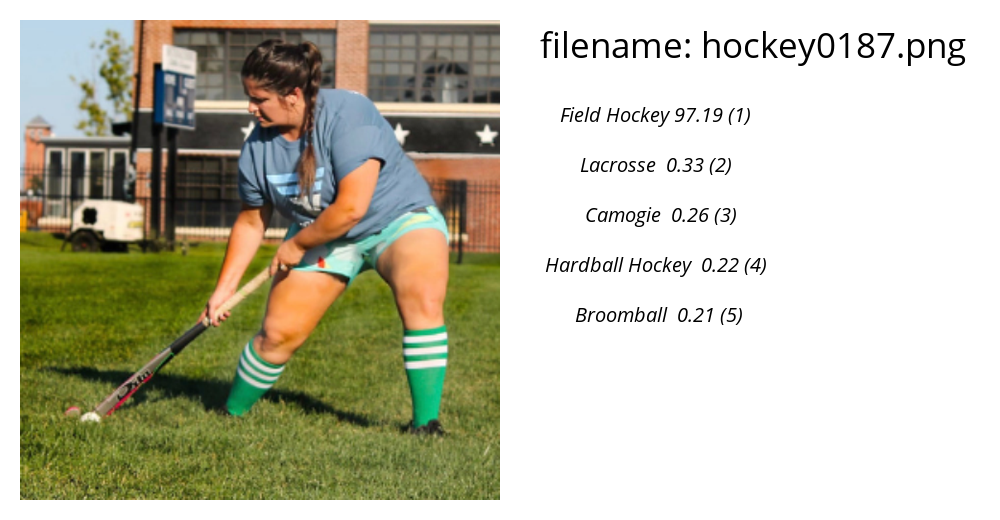 filename: hockey0187.png
Field Hockey 97.19 (1)
Lacrosse 0.33 (2)
Camogie 0.26 (3)
Hardball Hockey 0.22 (4)
Broomball 0.21 (5)